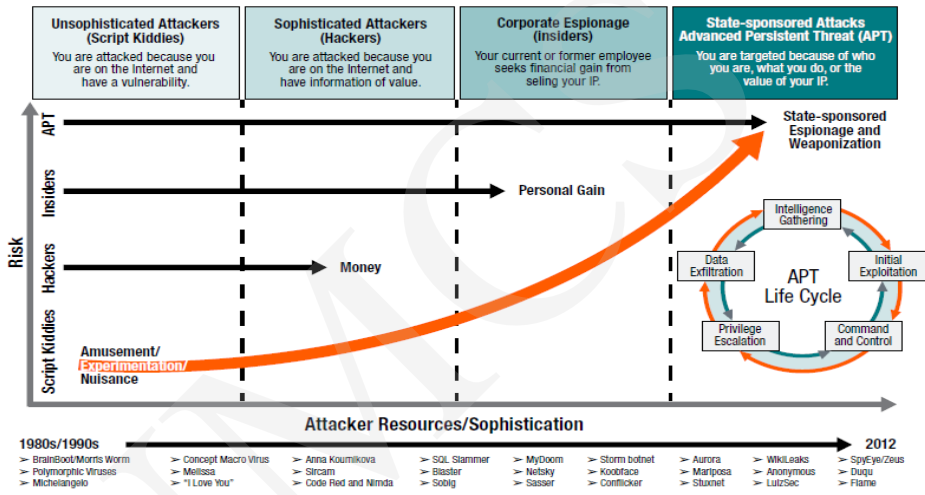 Unsophisticated Attackers
(Script Kiddies)
You are attacked because you
are on the Internet and
have a vulnerability.
Sophisticated Attackers
(Hackers)
You are attacked because you
are on the Internet and
have information of value.
Corporate Espionage
(Insiders)
Your current or former employee
seeks financial gain from
seling your IP.
State-sponsored Attacks
Advanced Persistent Threat (APT)
You are targeted because of who
you are, what you do, or the
value of your IP.
Risk
APT
Insiders
Hackers
Script Kiddies
State-sponsored
Espionage and
Weaponization
Personal Gain
Money
Amusement/
Experimentation/
Nuisance
Intelligence
Gathering
Initial
Exploitation
Command
and Control
Privilege
Escalation
Data
Exfiltration
APT
Life Cycle
Attacker Resources/Sophistication
1980s/1990s
2012
➢ BrainBoot/Morris Worm
➢ Polymorphic Viruses
➢ Michelangelo
➢ Concept Macro Virus
➢ Melissa
➢ "I Love You"
➢ Anna Kournikova
➢ Sircam
➢ Code Red and Nimda
➢ SQL Slammer
➢ Blaster
➢ Sobig
➢ MyDoom
➢ Netsky
➢ Sasser
➢ Storm botnet
➢ Koobface
➢ Conflicker
➢ Aurora
➢ Mariposa
➢ Stuxnet
➢ WikiLeaks
➢ Anonymous
➢ LulzSec
➢ SpyEye/Zeus
➢ Duqu
➢ Flame